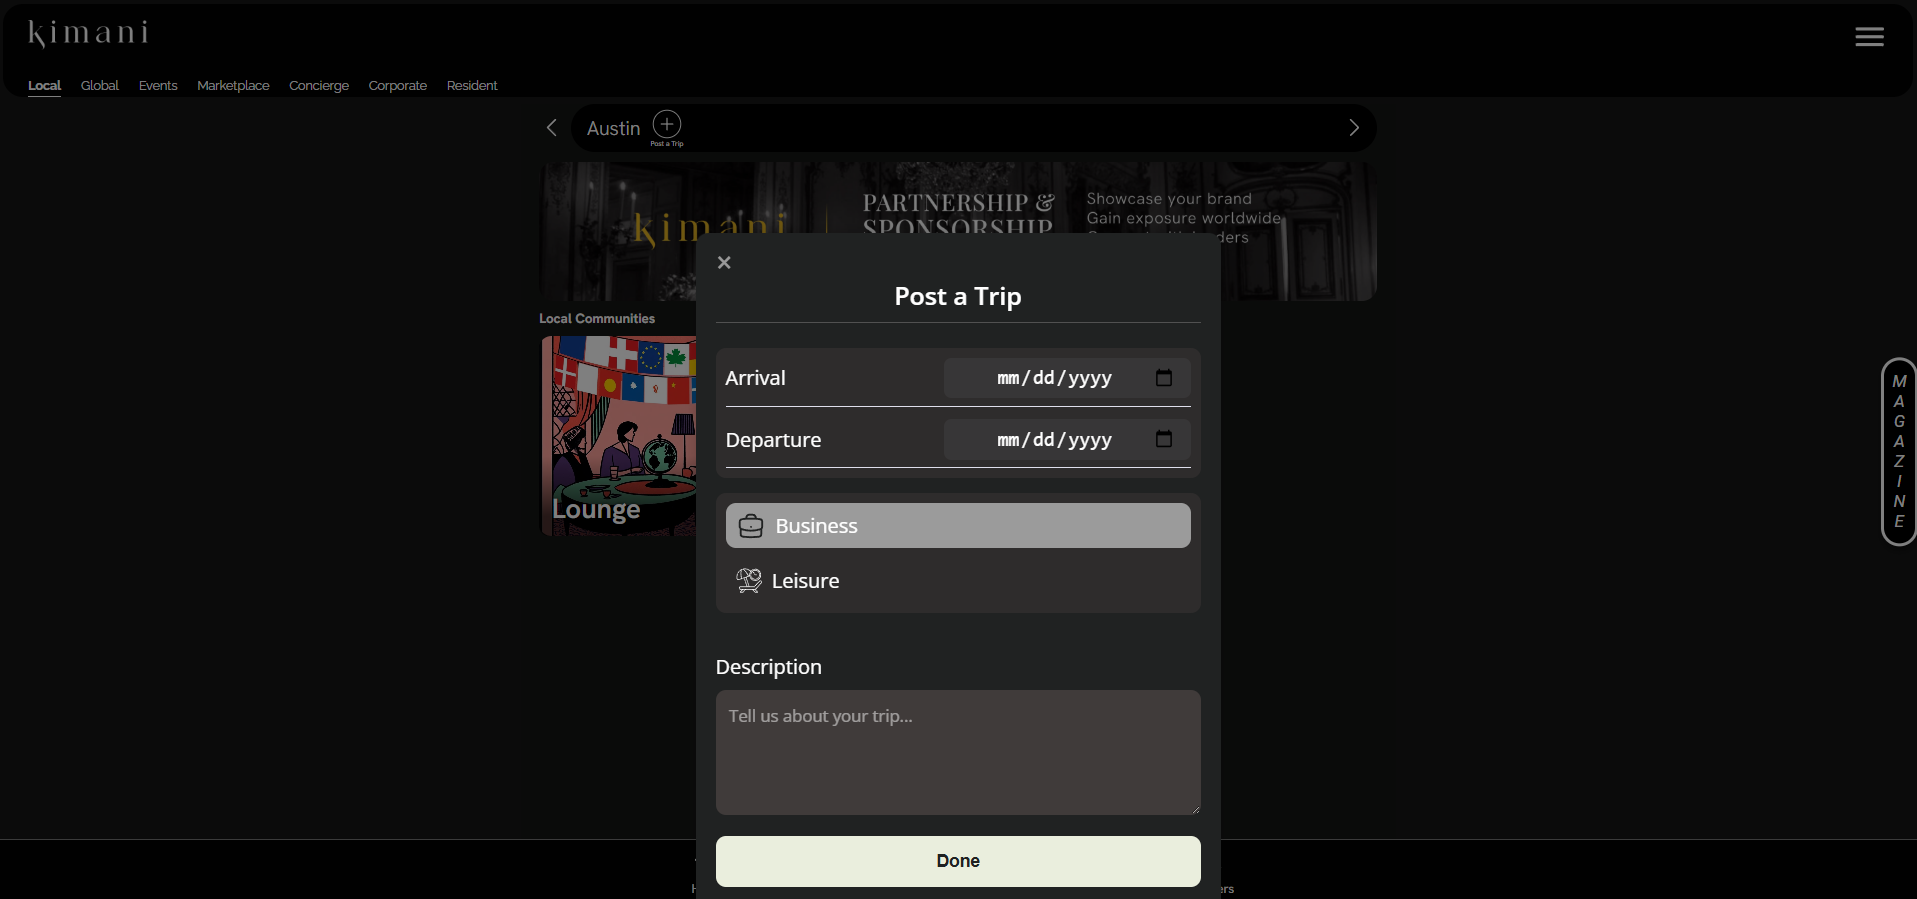 kimani
Local Global Events Marketplace Concierge Corporate Resident
Austin
Post a Trip
kimani
PARTNERSHIP &
SPONSORSHIP
Showcase your brand
Gain exposure worldwide
Local Communities
Lounge
Post a Trip
Arrival mm/dd/yyyy
Departure mm/dd/yyyy
Business
Leisure
Description
Tell us about your trip...
Done
MAGAZINE